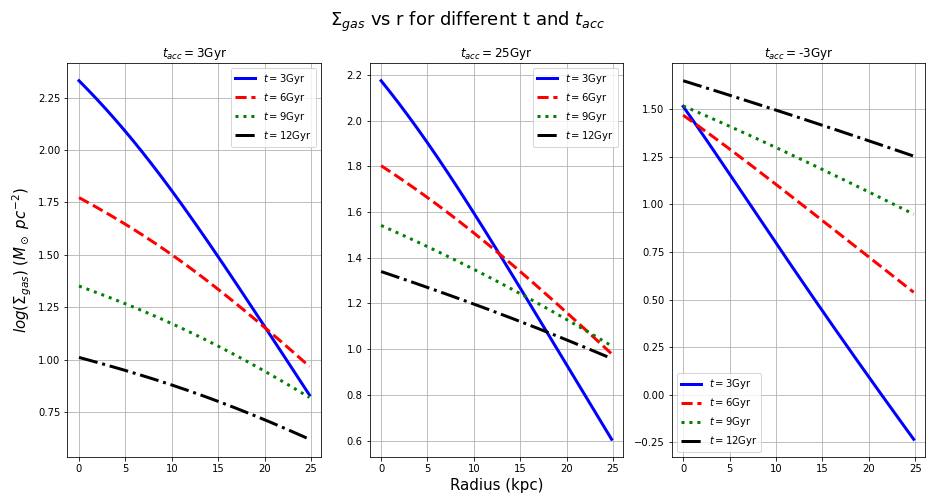 Σgas vs r for different t and tacc
tacc = 3Gyr
t = 3Gyr
t = 6Gyr
t = 9Gyr
t = 12Gyr
log(Σgas) (M⊙ pc−2)
2.25
2.00
1.75
1.50
1.25
1.00
0.75
0 5 10 15 20 25
tacc = 25Gyr
t = 3Gyr
t = 6Gyr
t = 9Gyr
t = 12Gyr
2.2
2.0
1.8
1.6
1.4
1.2
1.0
0.8
0.6
0 5 10 15 20 25
Radius (kpc)
tacc = -3Gyr
1.50
1.25
1.00
0.75
0.50
0.25
0.00
−0.25
t = 3Gyr
t = 6Gyr
t = 9Gyr
t = 12Gyr
0 5 10 15 20 25